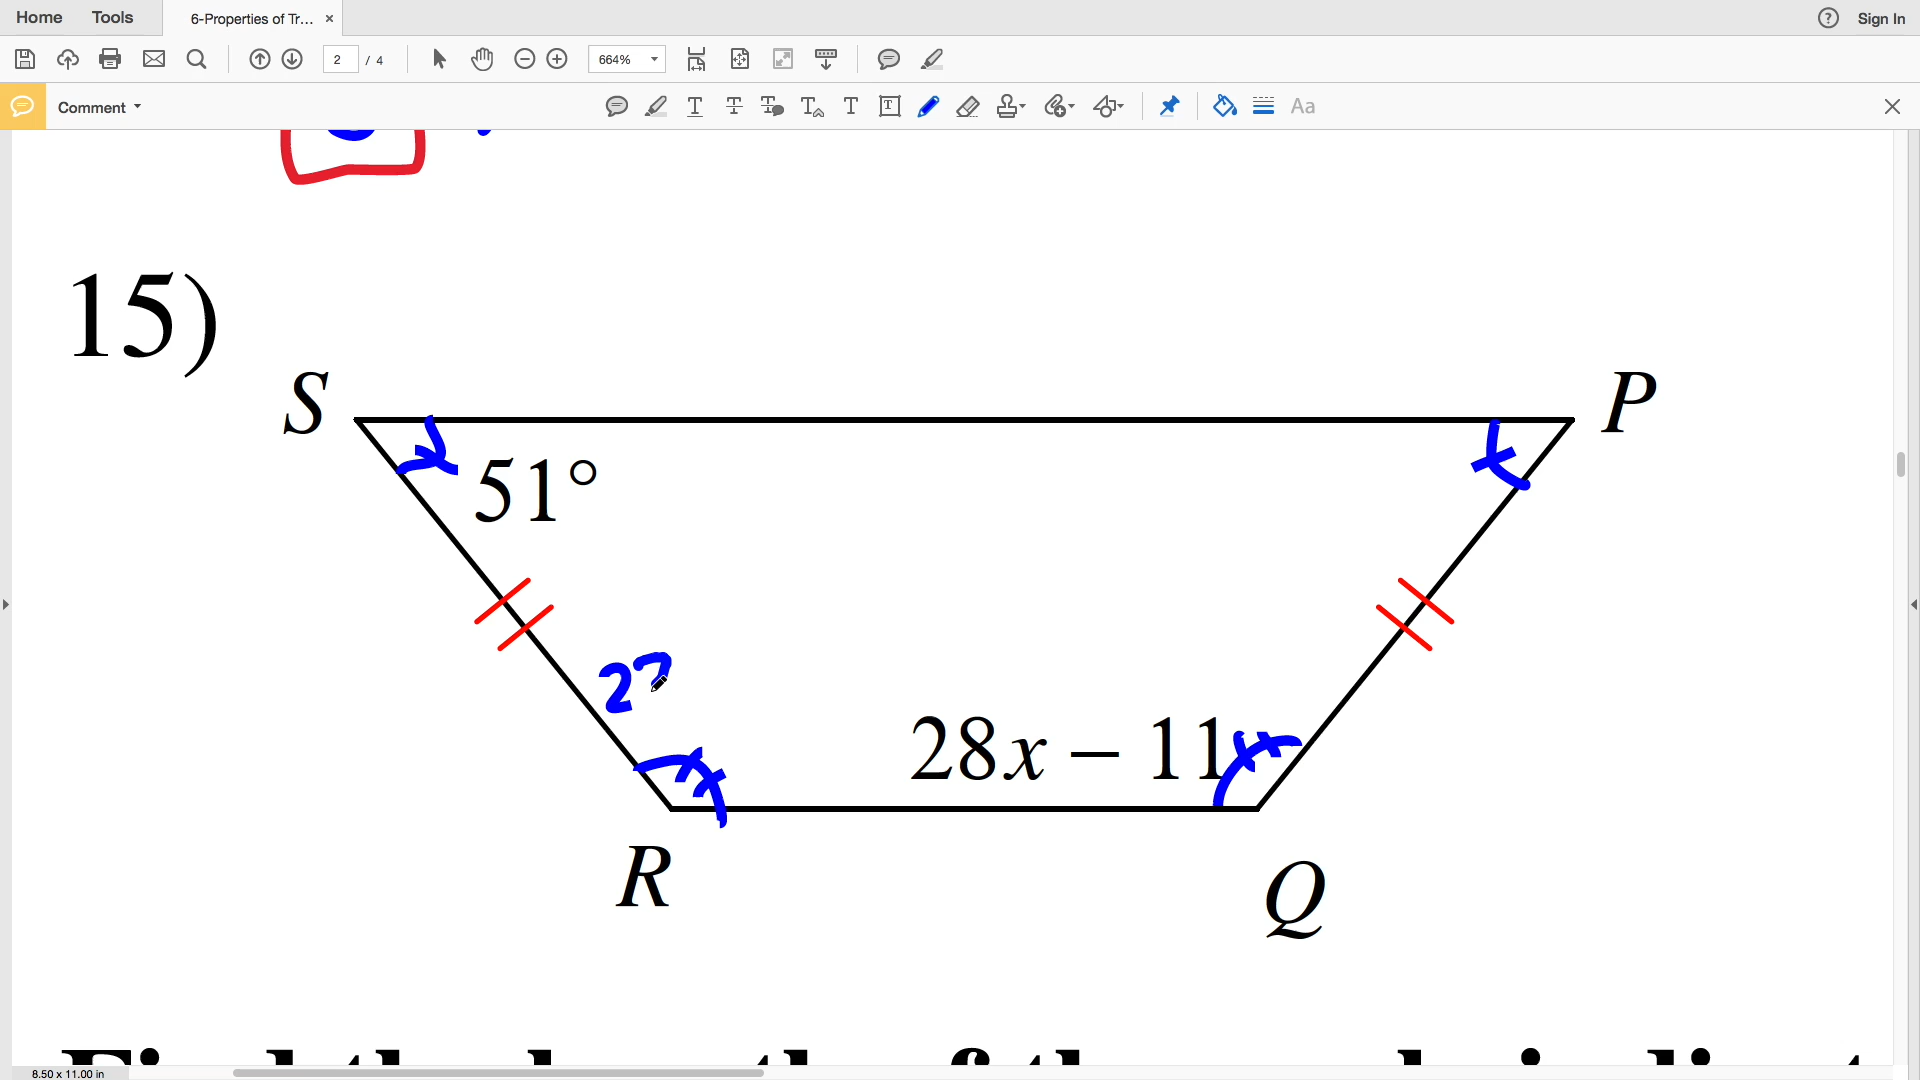 Home Tools 6-Properties of Tr... × ? Sign In
2 / 4 664%
Comment Aa
15)
S P
51°
2?
28x – 11
R Q
8.50 x 11.00 in